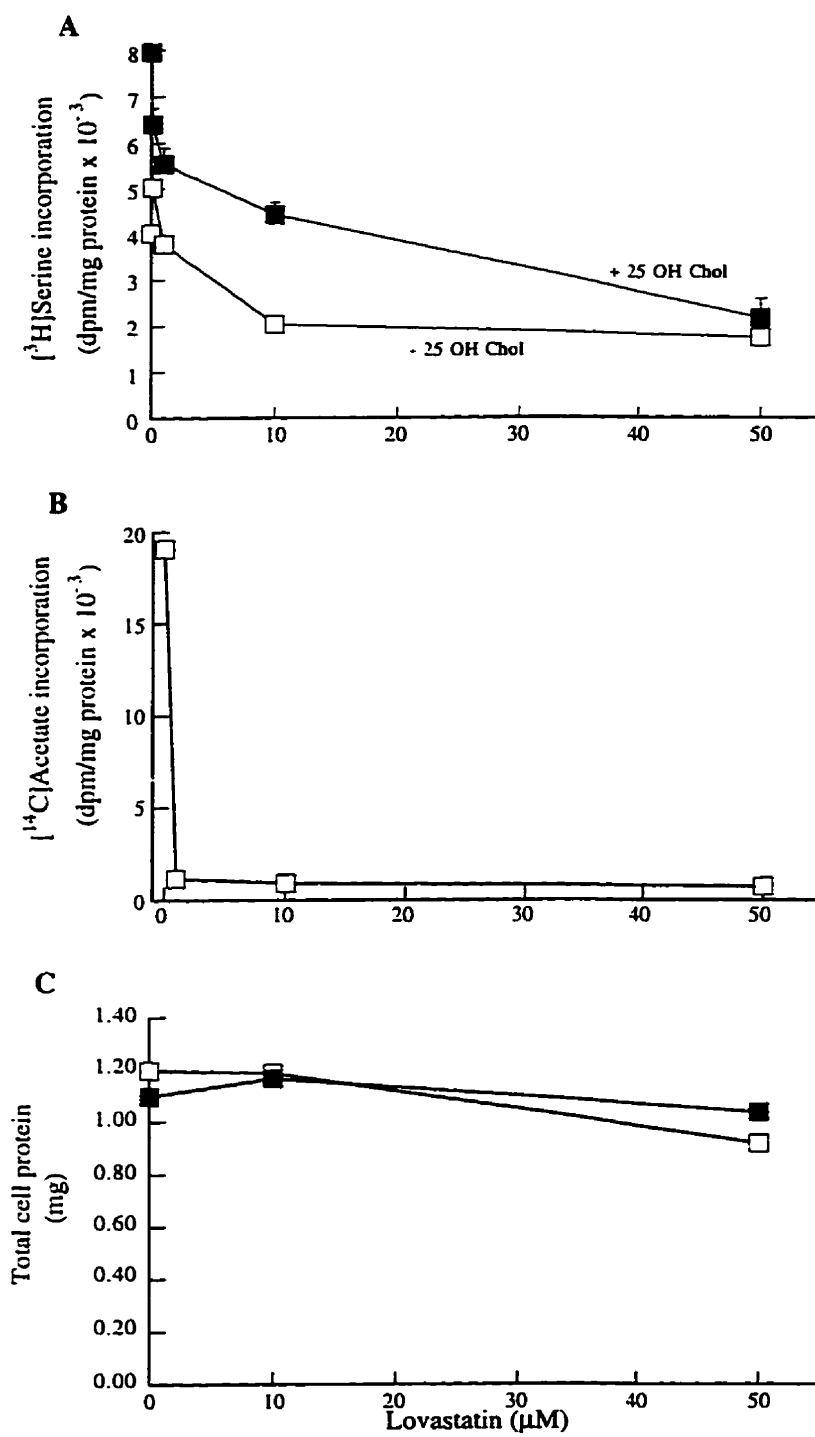 A
[³H]Serine incorporation
(dpm/mg protein x 10⁻³)
8
7
6
5
4
3
2
1
0
+ 25 OH Chol
- 25 OH Chol
0 10 20 30 40 50
B
[¹⁴C]Acetate incorporation
(dpm/mg protein x 10⁻³)
20
15
10
5
0
0 10 20 30 40 50
C
Total cell protein
(mg)
1.40
1.20
1.00
0.80
0.60
0.40
0.20
0.00
0 10 20 30 40 50
Lovastatin (µM)